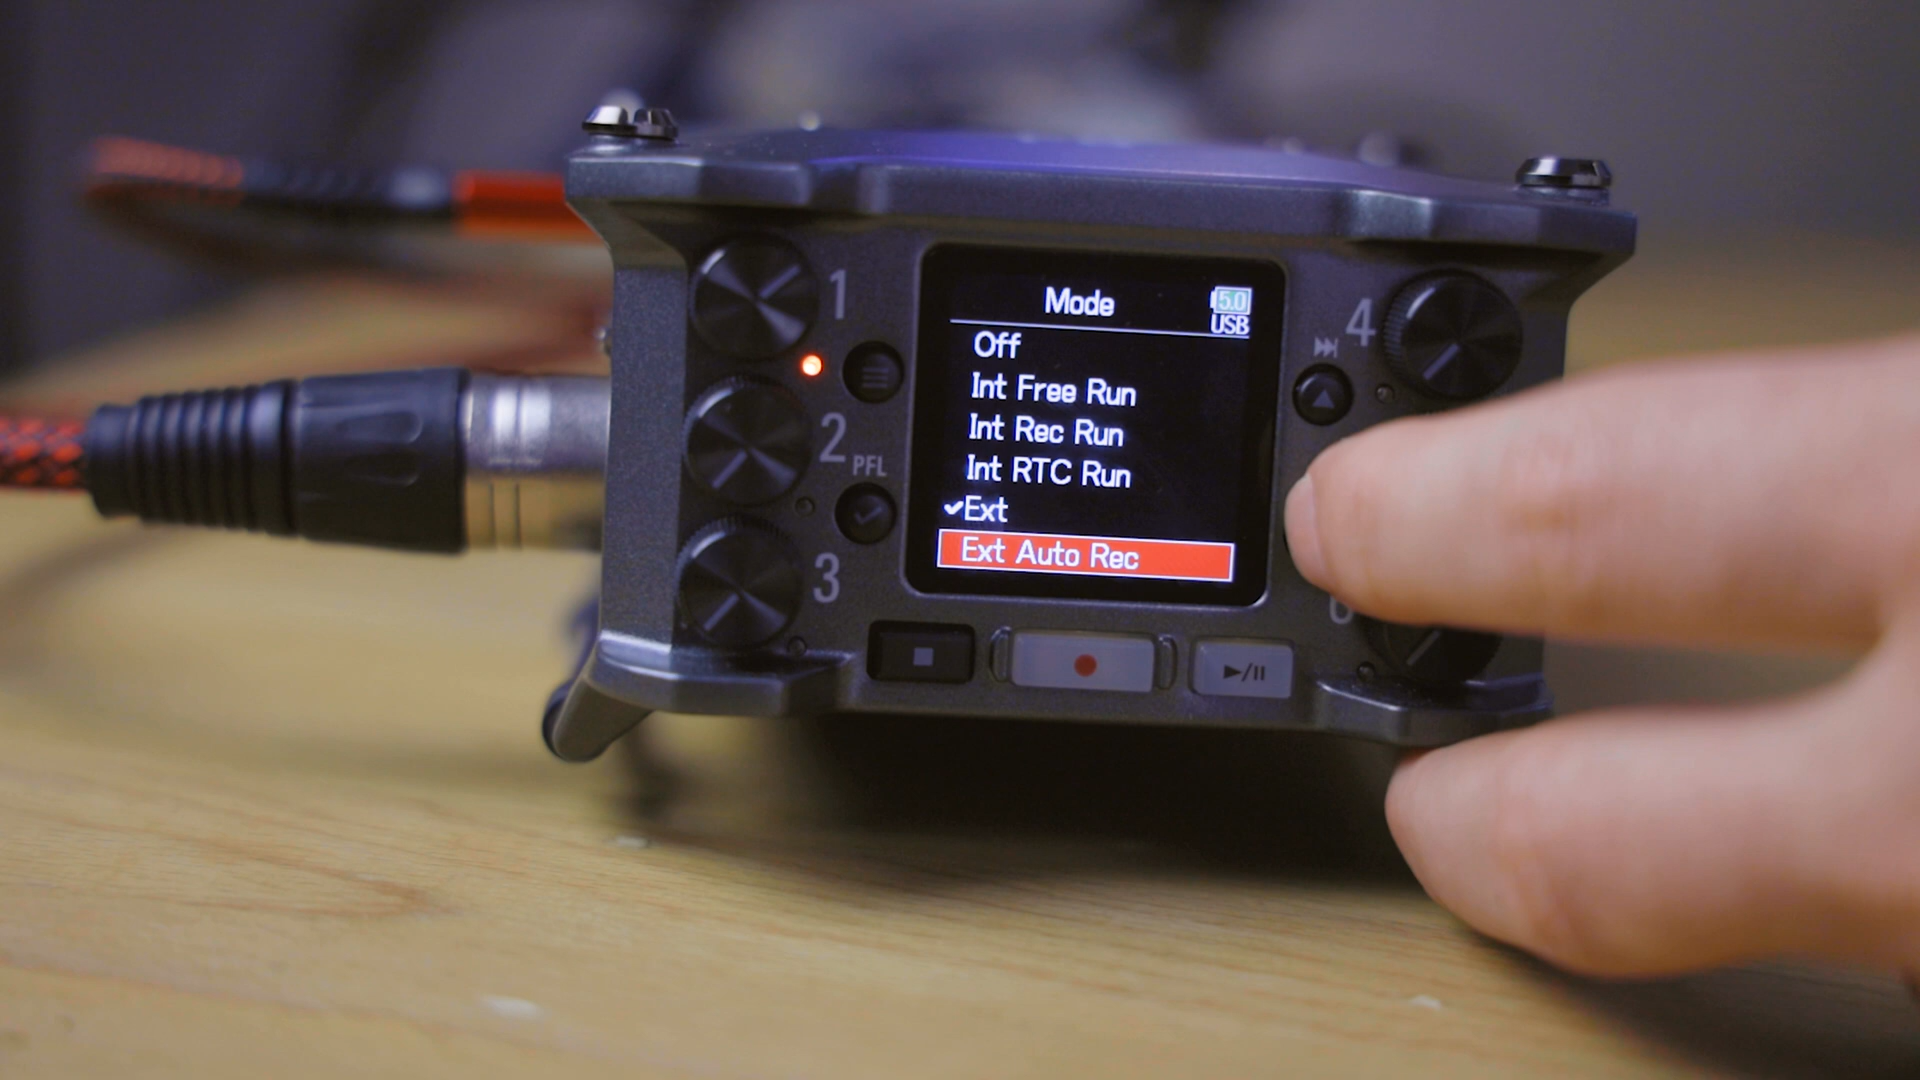 Mode
5.0
USB
Off
Int Free Run
Int Rec Run
Int RTC Run
Ext
Ext Auto Rec
1
2
PFL
3
4
6